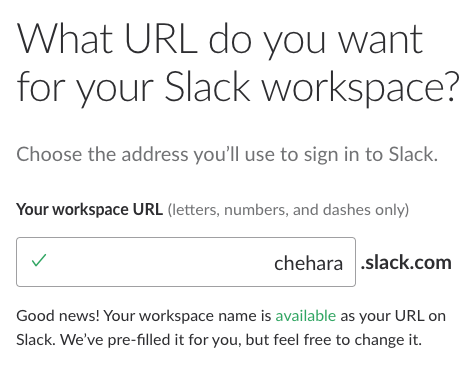 What URL do you want
for your Slack workspace?
Choose the address you’ll use to sign in to Slack.
Your workspace URL (letters, numbers, and dashes only)
chehara .slack.com
Good news! Your workspace name is available as your URL on
Slack. We’ve pre-filled it for you, but feel free to change it.